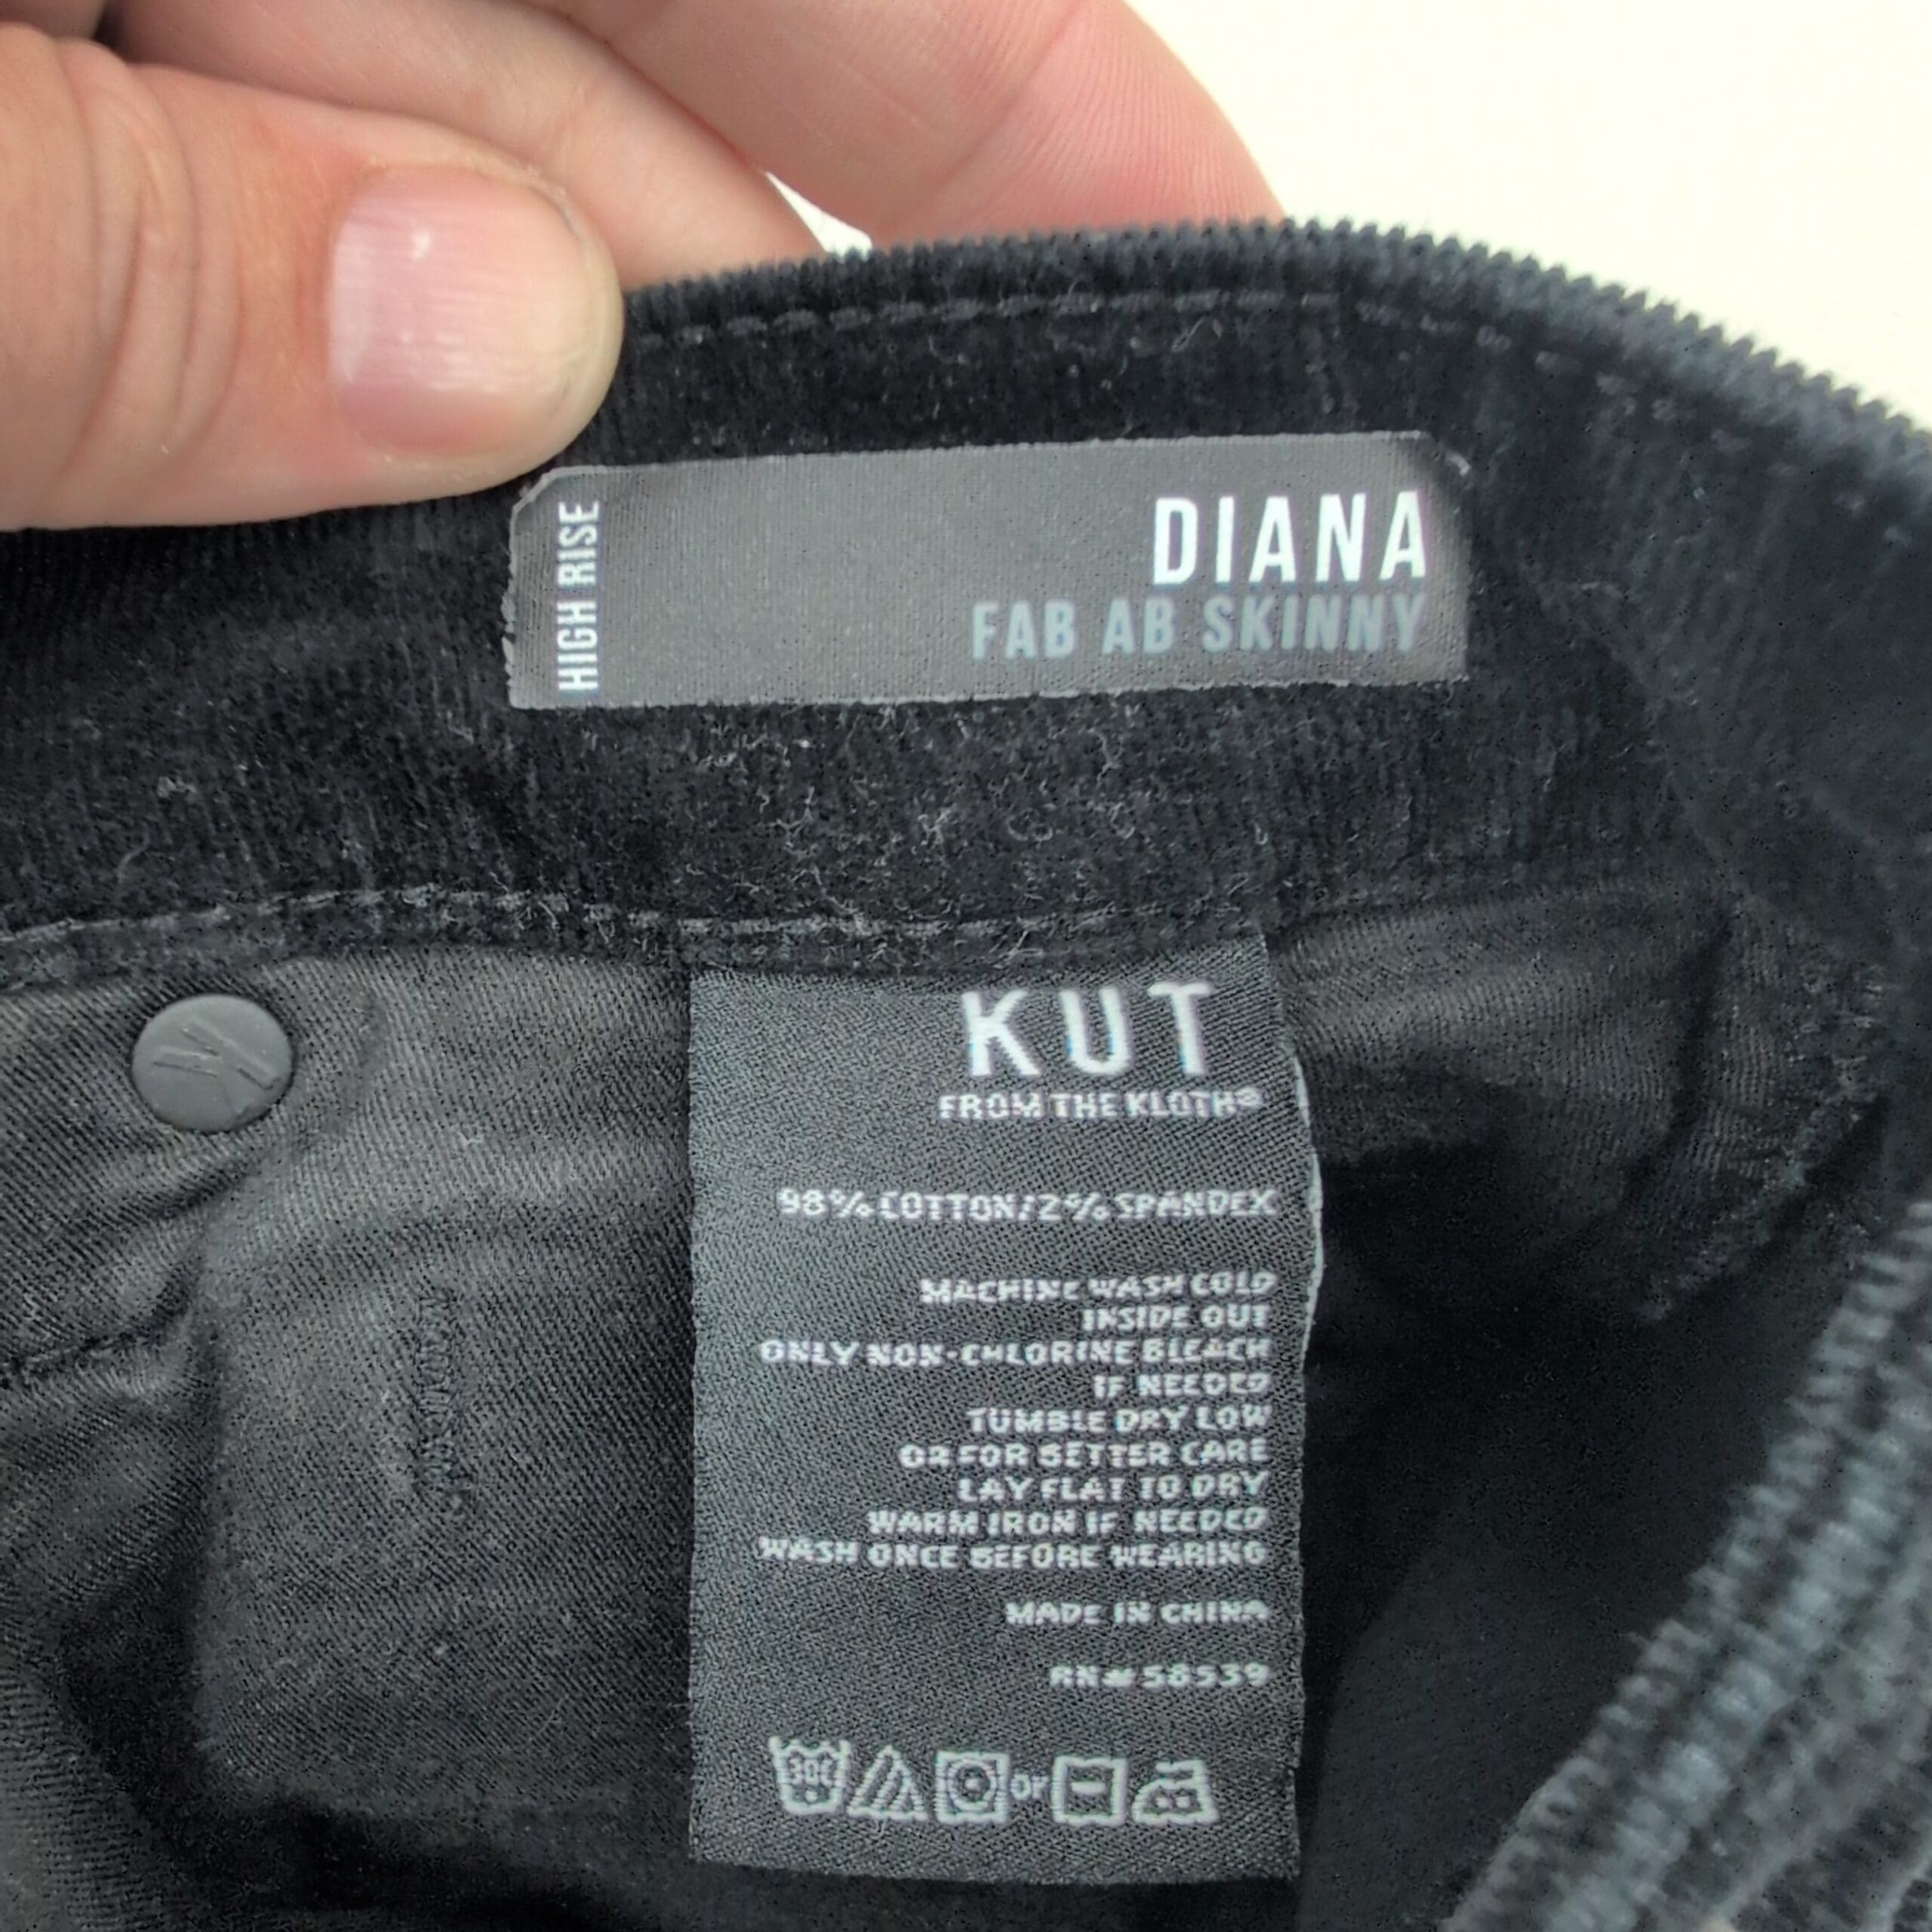 HIGH RISE
DIANA
FAB AB SKINNY
KUT
FROM THE KLOTH®
98% COTTON/2% SPANDEX
MACHINE WASH COLD
INSIDE OUT
ONLY NON-CHLORINE BLEACH
IF NEEDED
TUMBLE DRY LOW
OR FOR BETTER CARE
LAY FLAT TO DRY
WARM IRON IF NEEDED
WASH ONCE BEFORE WEARING
MADE IN CHINA
RN# 58539
30C or